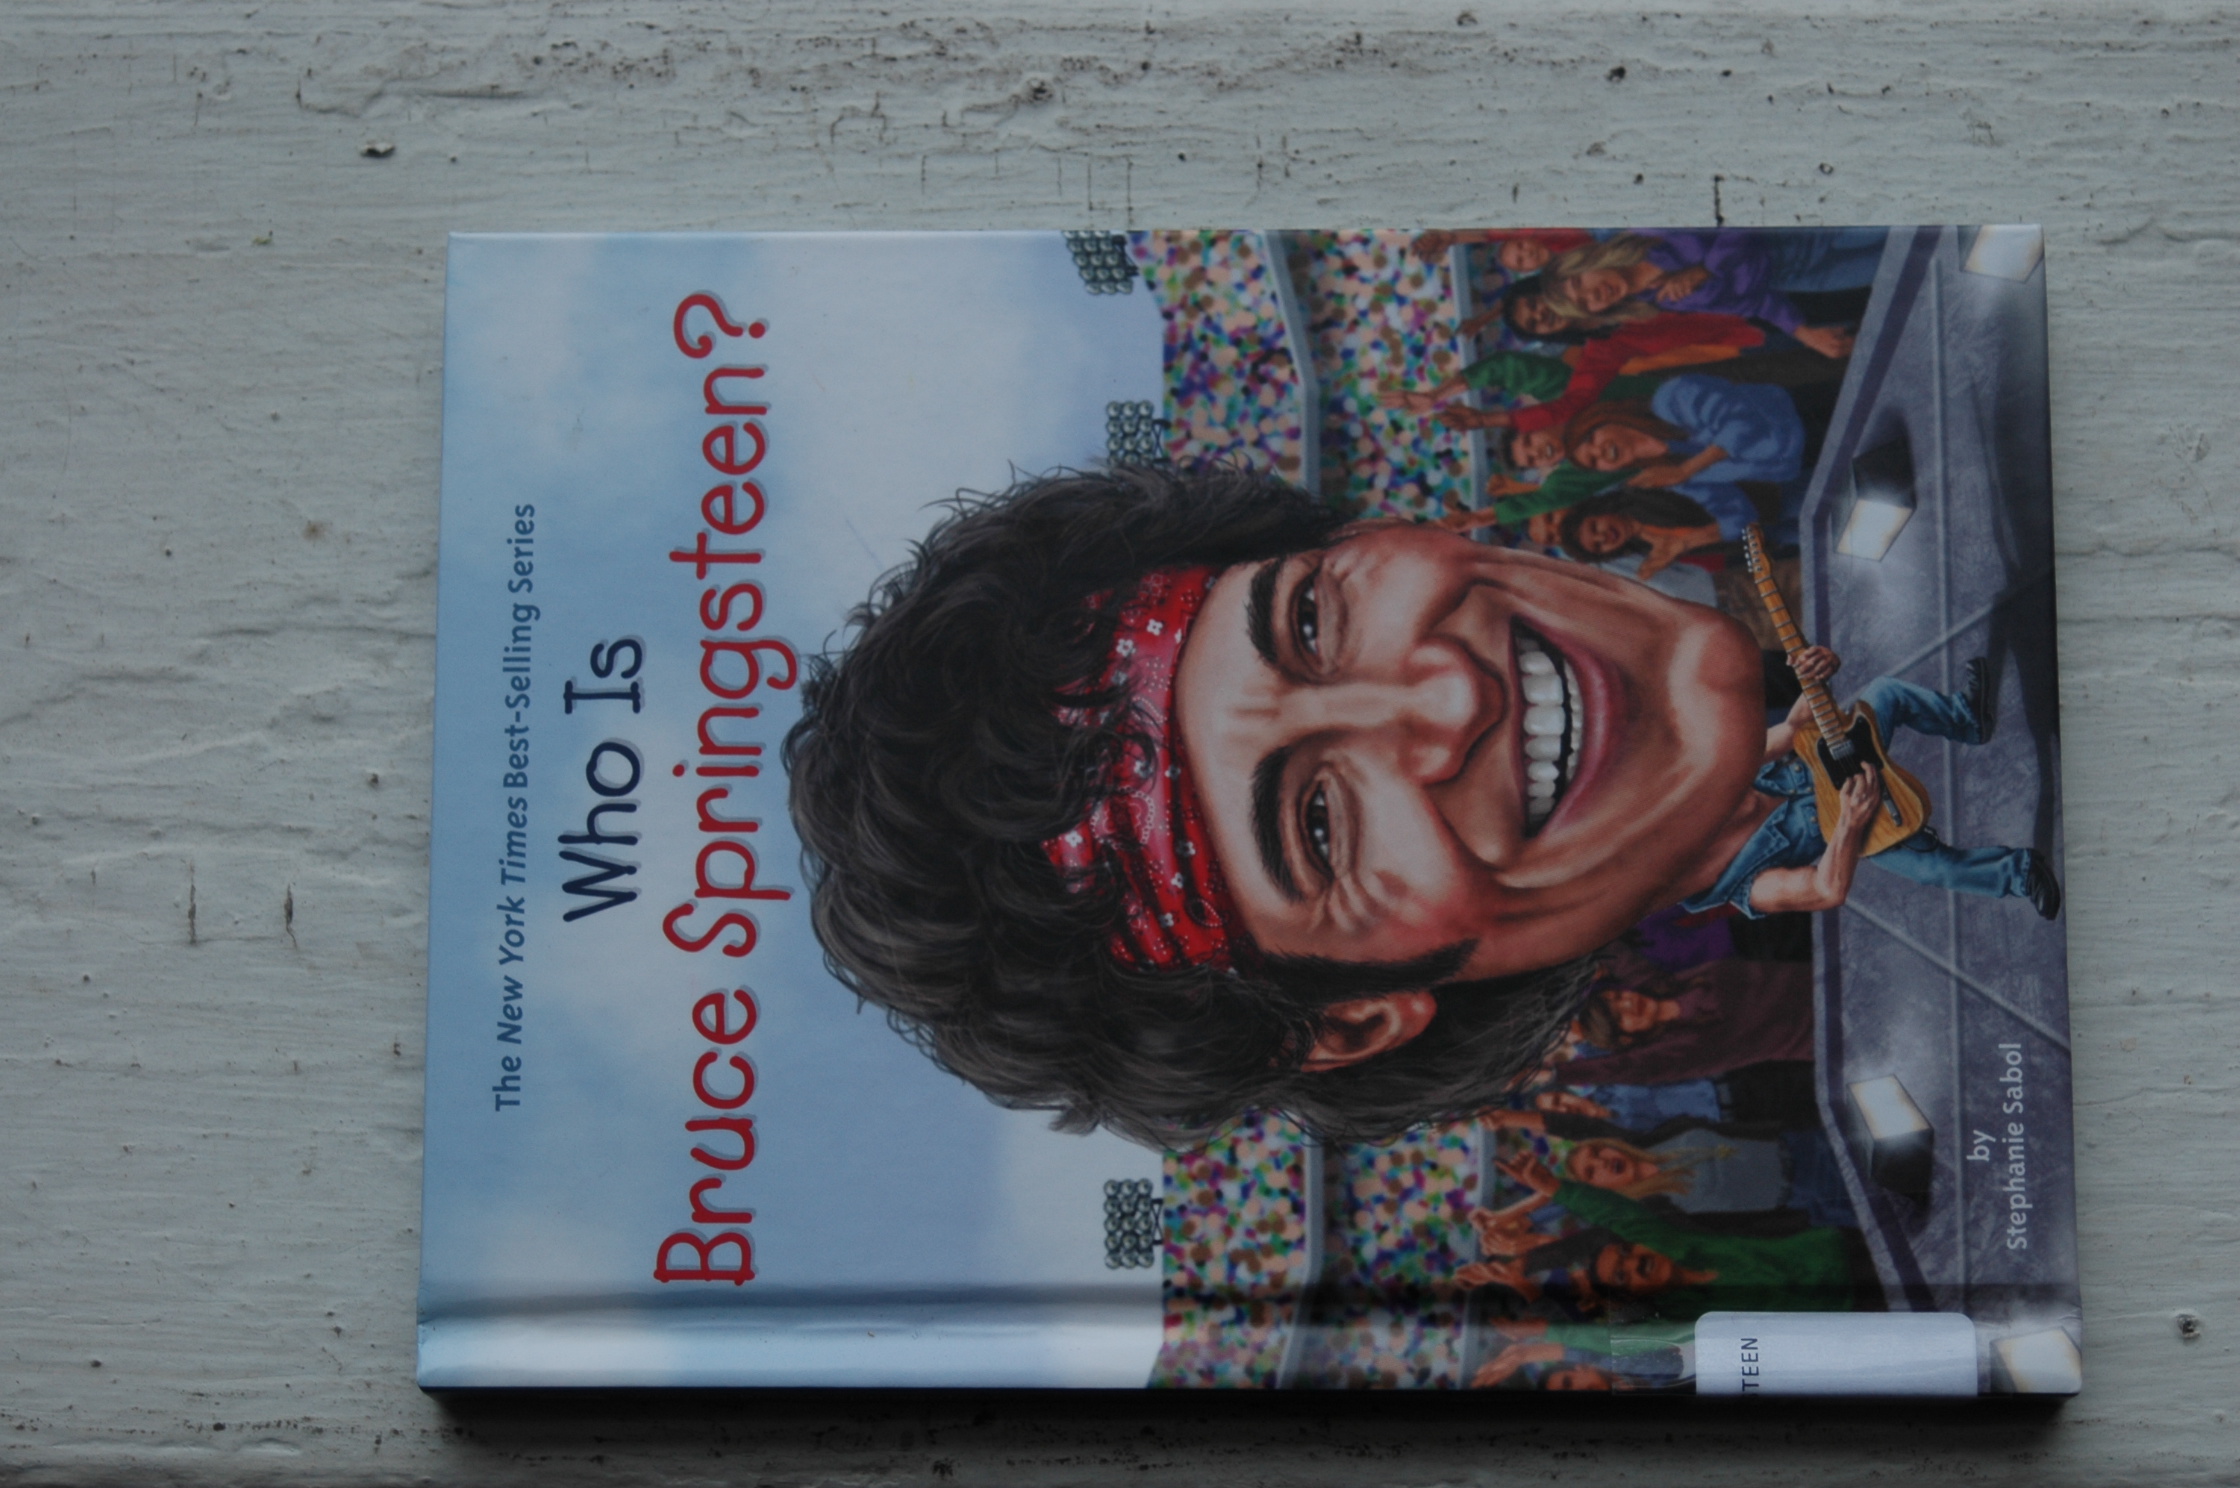 The New York Times Best-Selling Series
Who Is
Bruce Springsteen?
TEEN
by
Stephanie Sabol